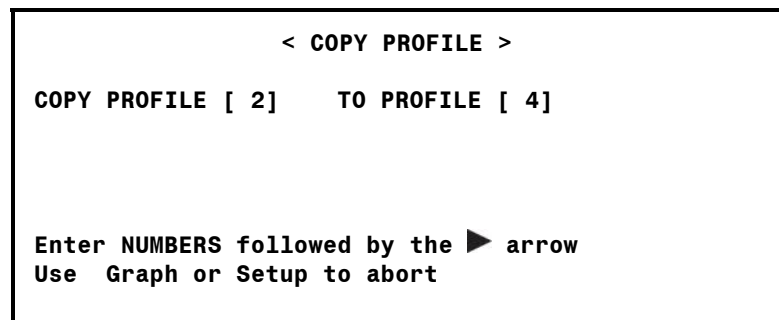 < COPY PROFILE >
COPY PROFILE [ 2] TO PROFILE [ 4]
Enter NUMBERS followed by the ▶ arrow
Use Graph or Setup to abort